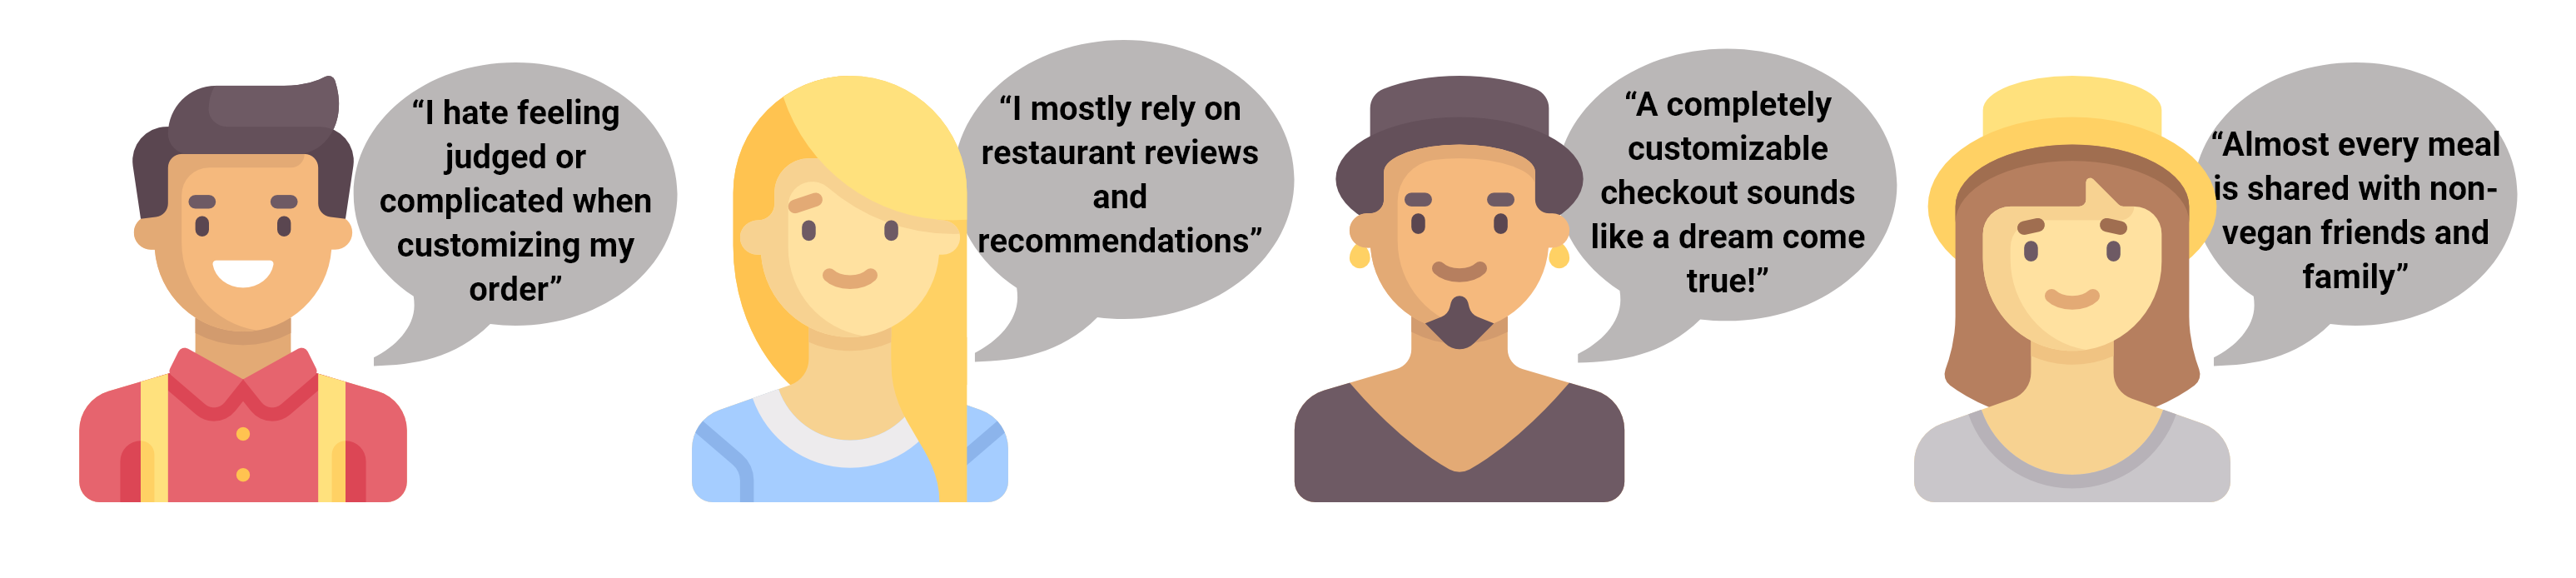 “I hate feeling
judged or
complicated when
customizing my
order”
“I mostly rely on
restaurant reviews
and
recommendations”
“A completely
customizable
checkout sounds
like a dream come
true!”
“Almost every meal
is shared with non-
vegan friends and
family”